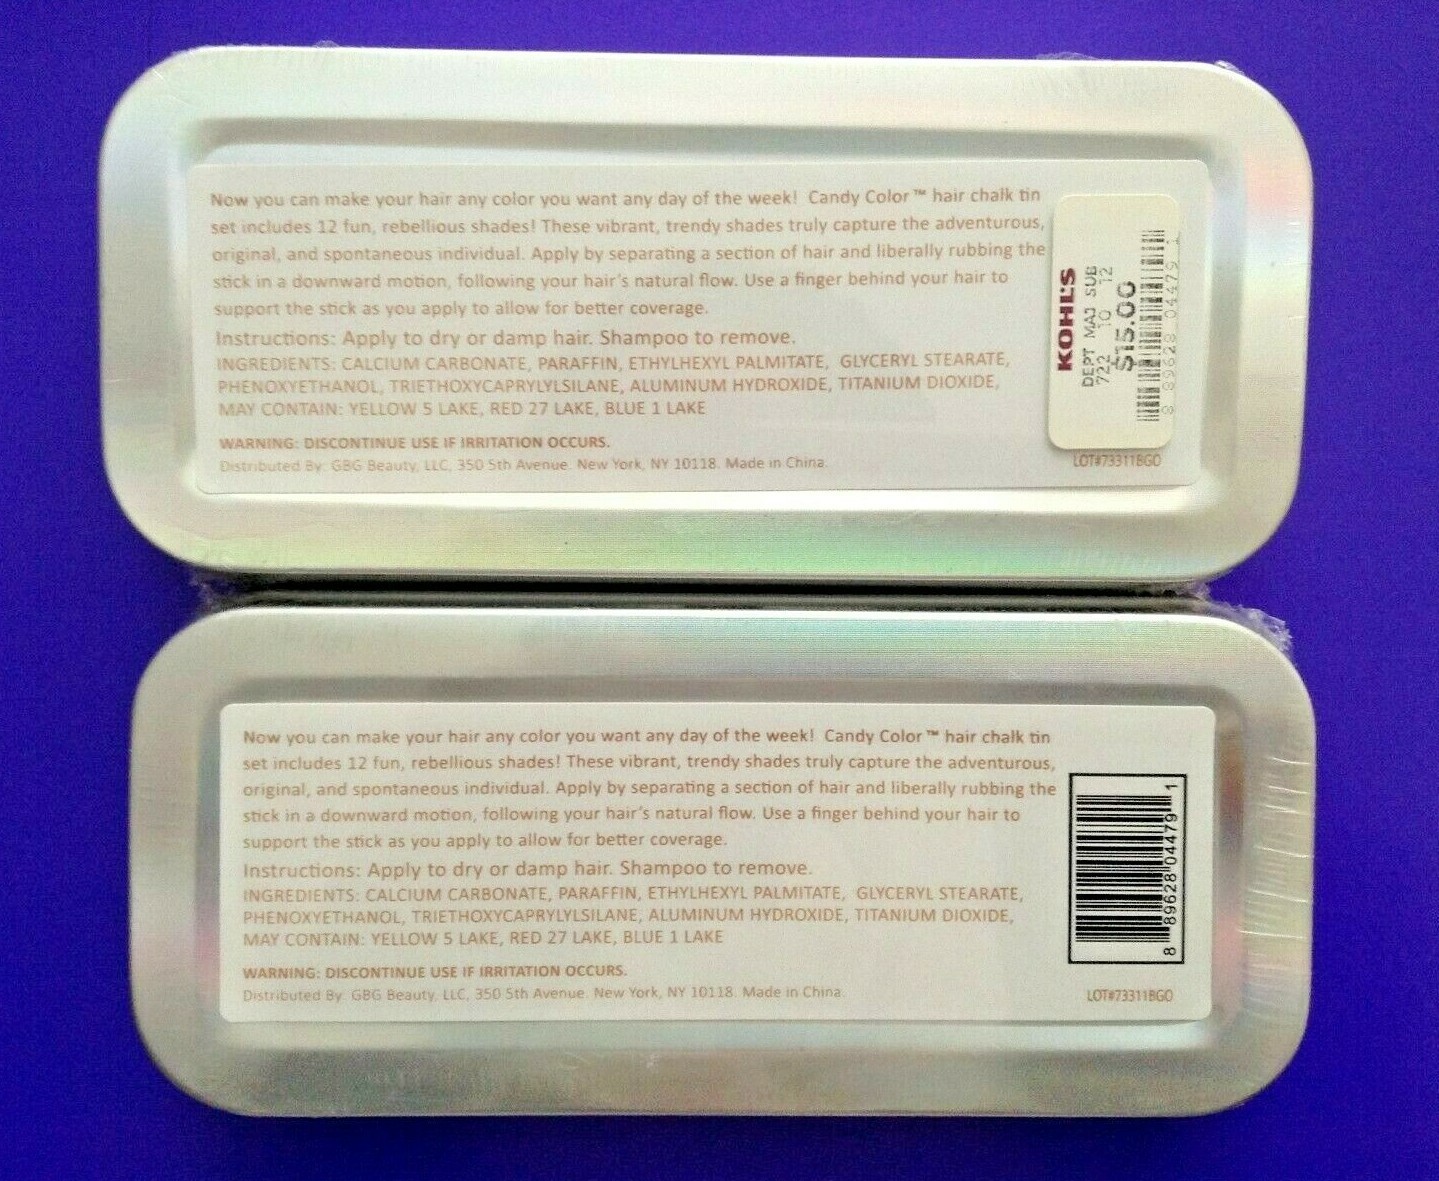 Now you can make your hair any color you want any day of the week! Candy Color™ hair chalk tin
set includes 12 fun, rebellious shades! These vibrant, trendy shades truly capture the adventurous,
original, and spontaneous individual. Apply by separating a section of hair and liberally rubbing the
stick in a downward motion, following your hair's natural flow. Use a finger behind your hair to
support the stick as you apply to allow for better coverage.
Instructions: Apply to dry or damp hair. Shampoo to remove.
INGREDIENTS: CALCIUM CARBONATE, PARAFFIN, ETHYLHEXYL PALMITATE, GLYCERYL STEARATE,
PHENOXYETHANOL, TRIETHOXYCAPRYLYLSILANE, ALUMINUM HYDROXIDE, TITANIUM DIOXIDE,
MAY CONTAIN: YELLOW 5 LAKE, RED 27 LAKE, BLUE 1 LAKE
WARNING: DISCONTINUE USE IF IRRITATION OCCURS.
Distributed By: GBG Beauty, LLC, 350 5th Avenue. New York, NY 10118. Made in China.
KOHL'S
DEPT MAJ SUB
722 10 12
$15.00
8 89628 04479 1
LOT#73311BGO
Now you can make your hair any color you want any day of the week! Candy Color™ hair chalk tin
set includes 12 fun, rebellious shades! These vibrant, trendy shades truly capture the adventurous,
original, and spontaneous individual. Apply by separating a section of hair and liberally rubbing the
stick in a downward motion, following your hair's natural flow. Use a finger behind your hair to
support the stick as you apply to allow for better coverage.
Instructions: Apply to dry or damp hair. Shampoo to remove.
INGREDIENTS: CALCIUM CARBONATE, PARAFFIN, ETHYLHEXYL PALMITATE, GLYCERYL STEARATE,
PHENOXYETHANOL, TRIETHOXYCAPRYLYLSILANE, ALUMINUM HYDROXIDE, TITANIUM DIOXIDE,
MAY CONTAIN: YELLOW 5 LAKE, RED 27 LAKE, BLUE 1 LAKE
WARNING: DISCONTINUE USE IF IRRITATION OCCURS.
Distributed By: GBG Beauty, LLC, 350 5th Avenue. New York, NY 10118. Made in China.
8 89628 04479 1
LOT#73311BGO